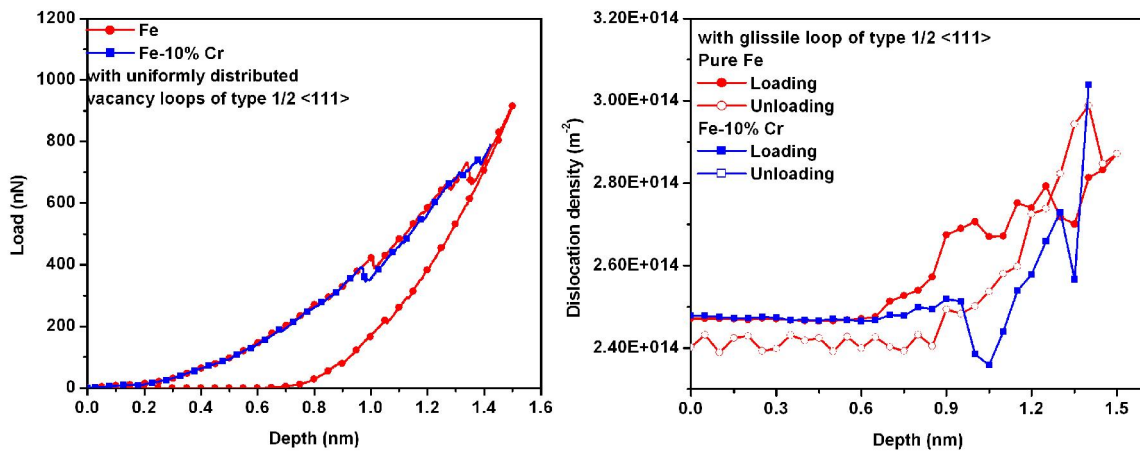 1200
1000
800
600
400
200
0
Load (nN)
Fe
Fe-10% Cr
with uniformly distributed
vacancy loops of type 1/2 <111>
0.0 0.2 0.4 0.6 0.8 1.0 1.2 1.4 1.6
Depth (nm)
3.20E+014
3.00E+014
2.80E+014
2.60E+014
2.40E+014
Dislocation density (m⁻²)
with glissile loop of type 1/2 <111>
Pure Fe
Loading
Unloading
Fe-10% Cr
Loading
Unloading
0.0 0.3 0.6 0.9 1.2 1.5
Depth (nm)